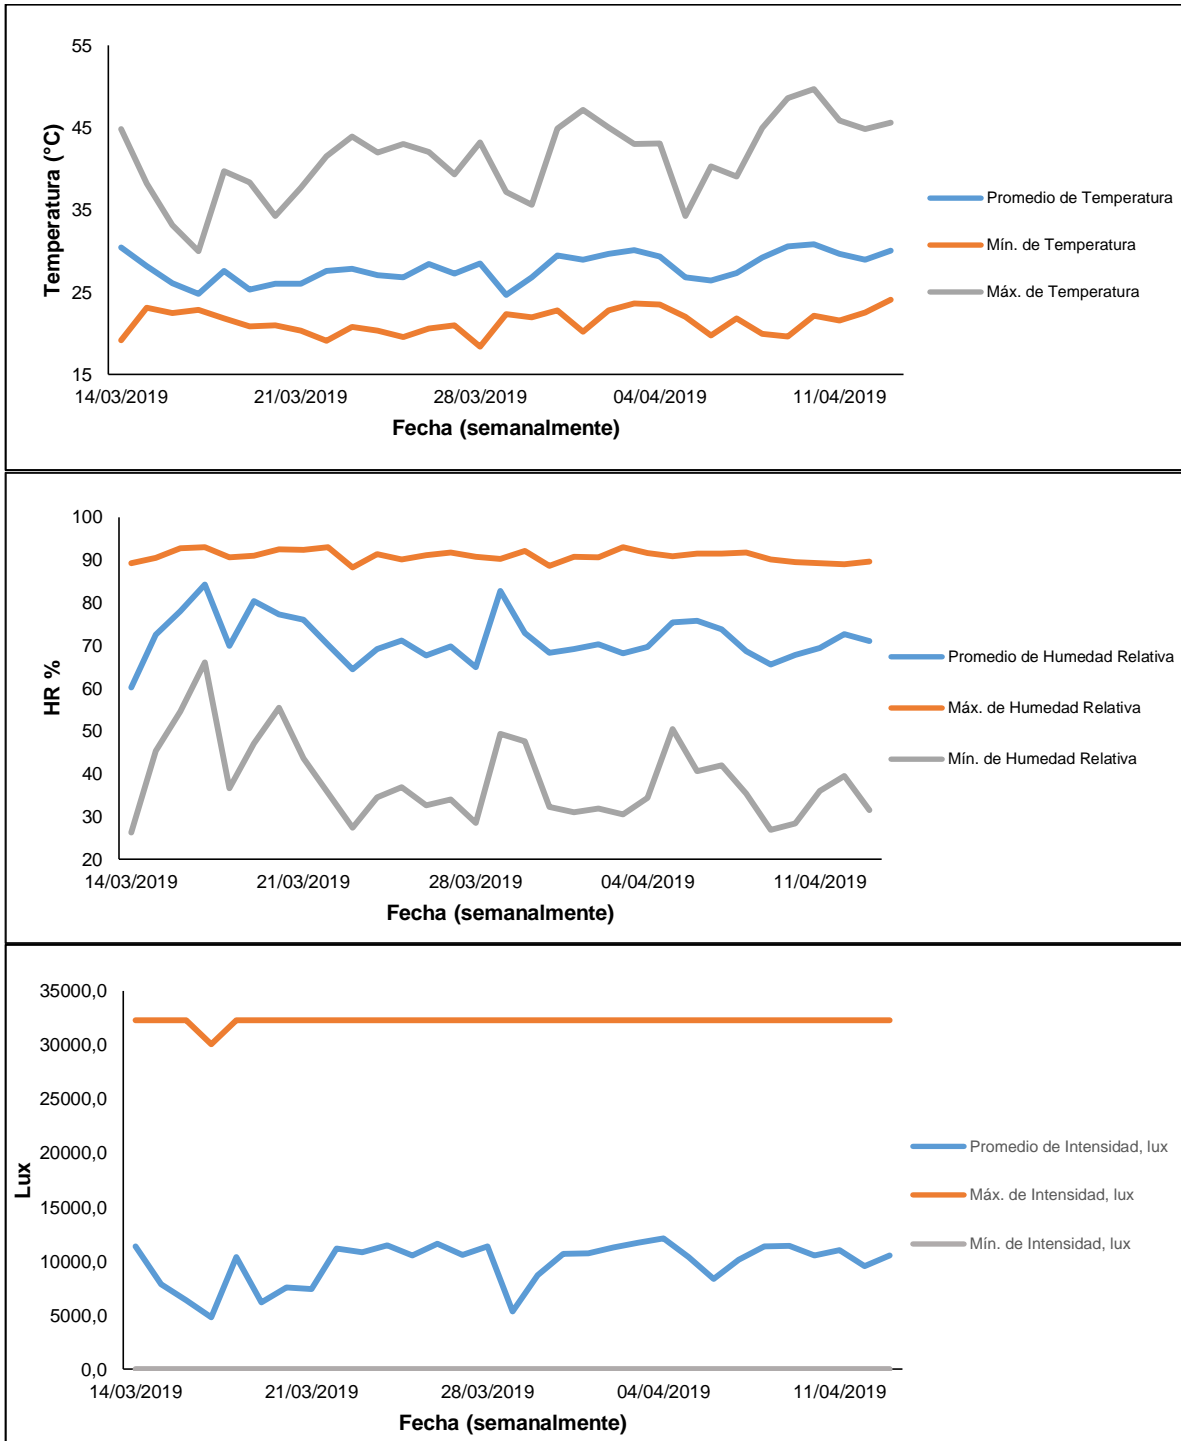 55
45
35
25
15
Temperatura (°C)
14/03/2019 21/03/2019 28/03/2019 04/04/2019 11/04/2019
Fecha (semanalmente)
Promedio de Temperatura
Mín. de Temperatura
Máx. de Temperatura
100
90
80
70
60
50
40
30
20
HR %
14/03/2019 21/03/2019 28/03/2019 04/04/2019 11/04/2019
Fecha (semanalmente)
Promedio de Humedad Relativa
Máx. de Humedad Relativa
Mín. de Humedad Relativa
35000,0
30000,0
25000,0
20000,0
15000,0
10000,0
5000,0
0,0
Lux
14/03/2019 21/03/2019 28/03/2019 04/04/2019 11/04/2019
Fecha (semanalmente)
Promedio de Intensidad, lux
Máx. de Intensidad, lux
Mín. de Intensidad, lux